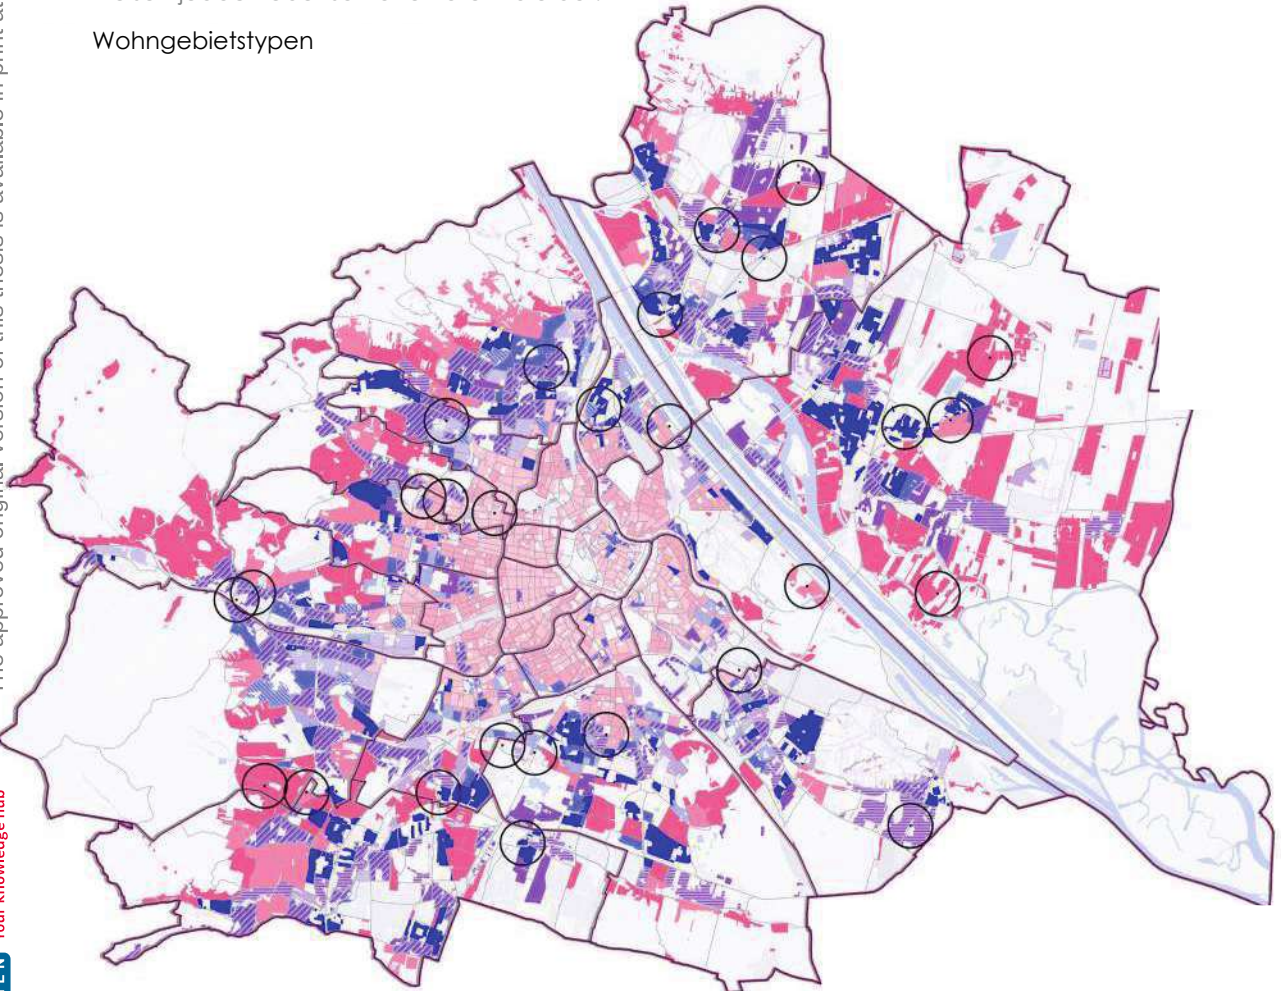 Wohngebietstypen
The approved original version of this thesis is available in print at
Your knowledge hub